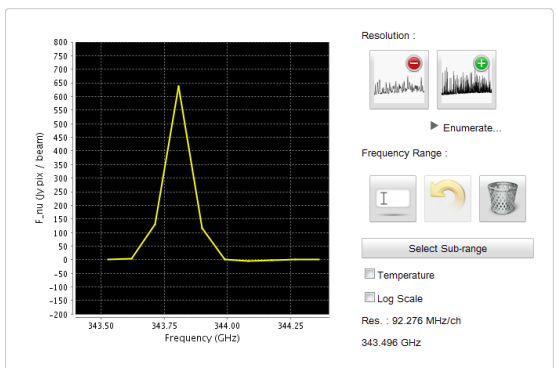 800
750
700
650
600
550
500
450
400
350
300
250
200
150
100
50
0
-50
-100
-150
-200
F_nu (Jy pix / beam)
343.50 343.75 344.00 344.25
Frequency (GHz)
Resolution :
Enumerate...
Frequency Range :
I
Select Sub-range
Temperature
Log Scale
Res. : 92.276 MHz/ch
343.496 GHz